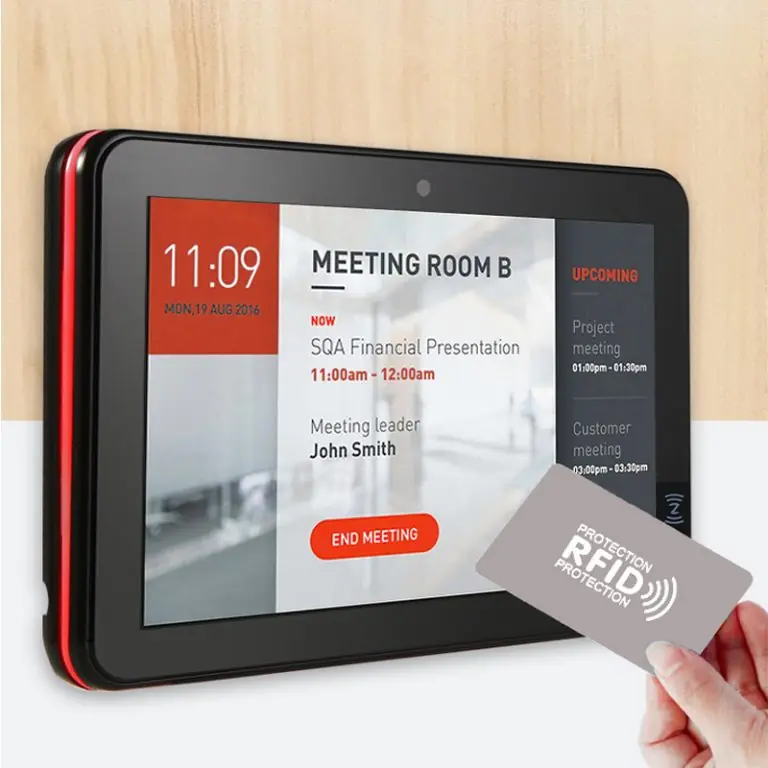 11:09
MON,19 AUG 2016
MEETING ROOM B
NOW
SQA Financial Presentation
11:00am - 12:00am
Meeting leader
John Smith
END MEETING
UPCOMING
Project
meeting
01:00pm - 01:30pm
Customer
meeting
03:00pm - 03:30pm
PROTECTION
RFID
PROTECTION